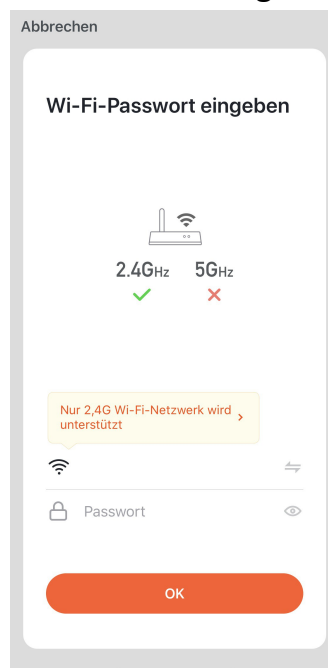 Abbrechen
Wi-Fi-Passwort eingeben
2.4GHz 5GHz
Nur 2,4G Wi-Fi-Netzwerk wird
unterstützt
Passwort
OK